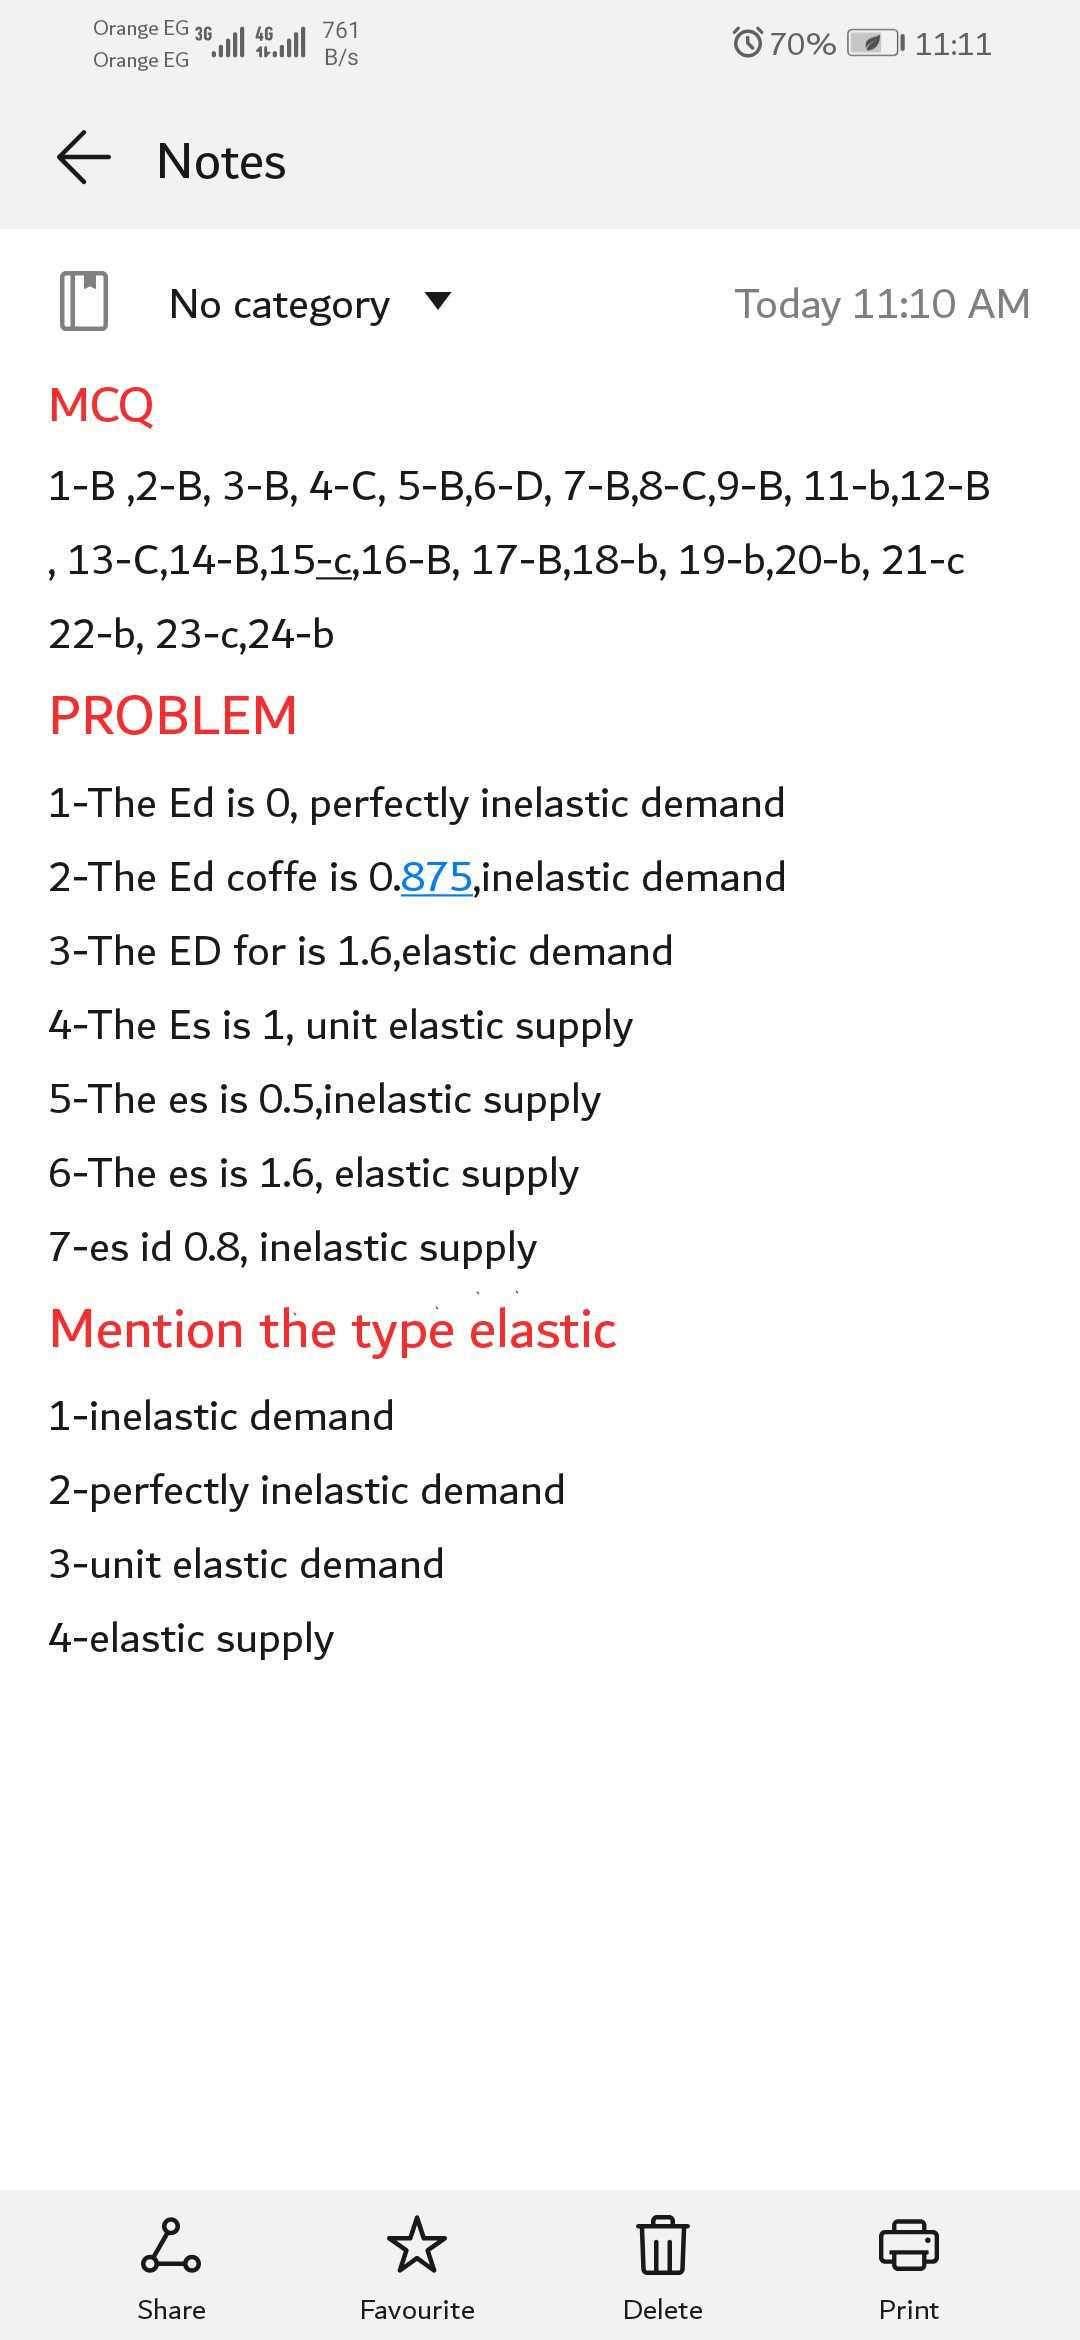 Orange EG 3G 4G 761 B/s
Orange EG
70% 11:11
Notes
No category
Today 11:10 AM
MCQ
1-B ,2-B, 3-B, 4-C, 5-B,6-D, 7-B,8-C,9-B, 11-b,12-B
, 13-C,14-B,15-c,16-B, 17-B,18-b, 19-b,20-b, 21-c
22-b, 23-c,24-b
PROBLEM
1-The Ed is 0, perfectly inelastic demand
2-The Ed coffe is 0.875,inelastic demand
3-The ED for is 1.6,elastic demand
4-The Es is 1, unit elastic supply
5-The es is 0.5,inelastic supply
6-The es is 1.6, elastic supply
7-es id 0.8, inelastic supply
Mention the type elastic
1-inelastic demand
2-perfectly inelastic demand
3-unit elastic demand
4-elastic supply
Share
Favourite
Delete
Print